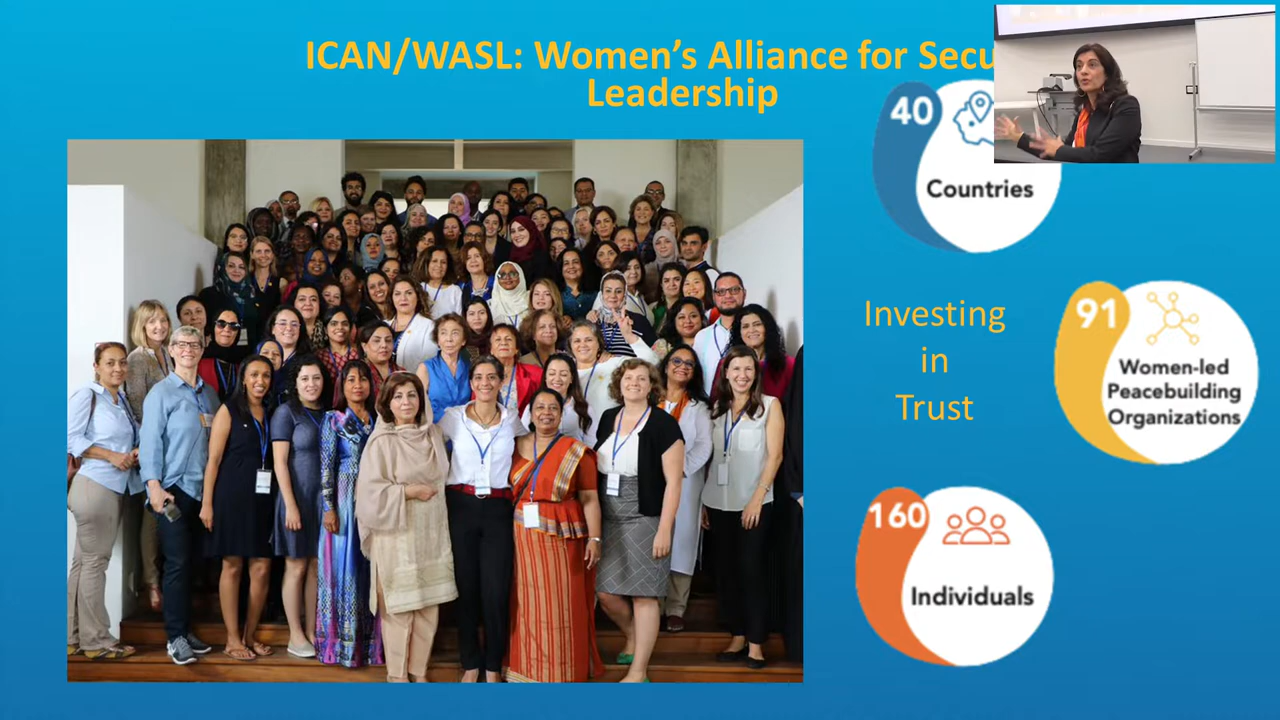 ICAN/WASL: Women's Alliance for Secu
Leadership
40
Countries
Investing
in
Trust
91
Women-led
Peacebuilding
Organizations
160
Individuals